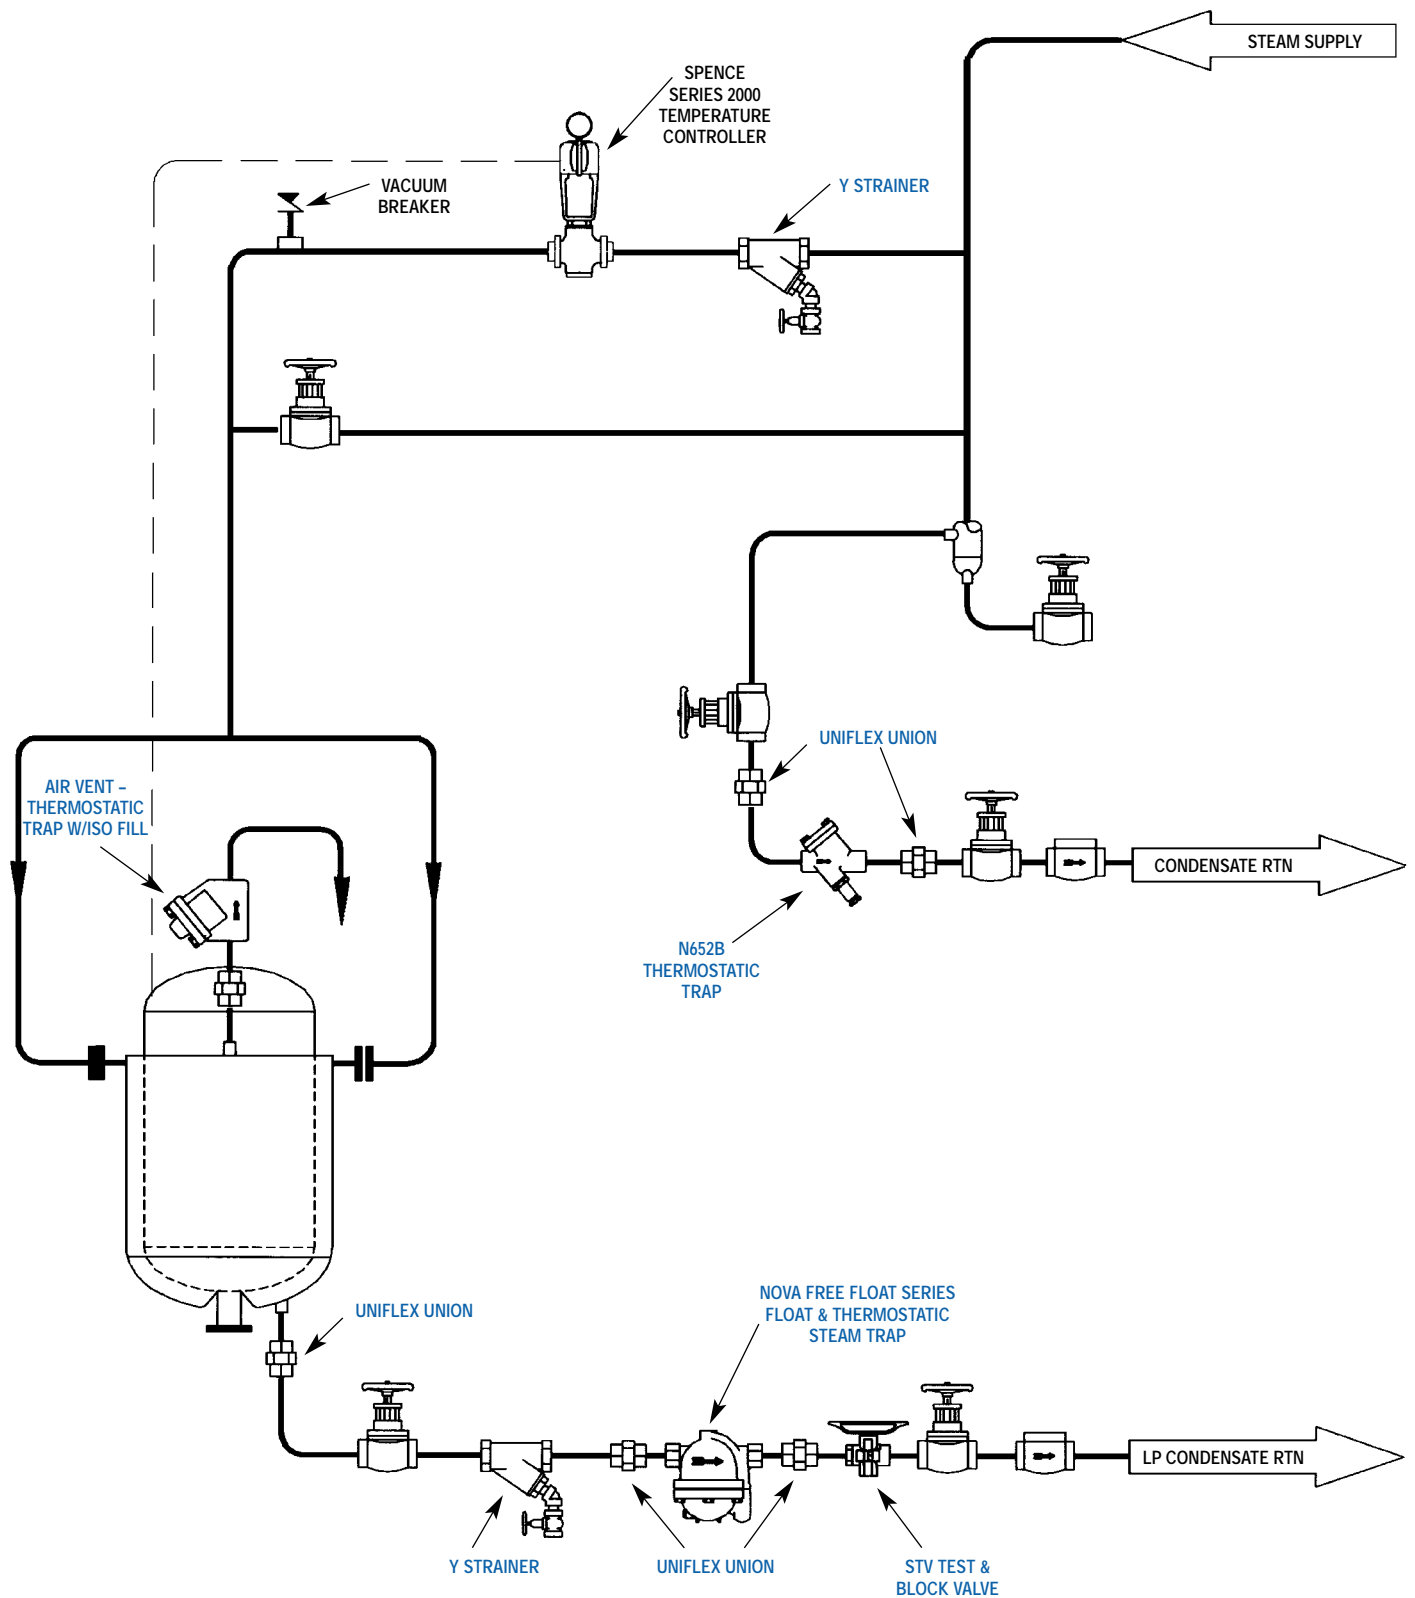 STEAM SUPPLY
SPENCE
SERIES 2000
TEMPERATURE
CONTROLLER
VACUUM
BREAKER
Y STRAINER
UNIFLEX UNION
AIR VENT –
THERMOSTATIC
TRAP W/ISO FILL
CONDENSATE RTN
N652B
THERMOSTATIC
TRAP
UNIFLEX UNION
NOVA FREE FLOAT SERIES
FLOAT & THERMOSTATIC
STEAM TRAP
LP CONDENSATE RTN
Y STRAINER
UNIFLEX UNION
STV TEST &
BLOCK VALVE